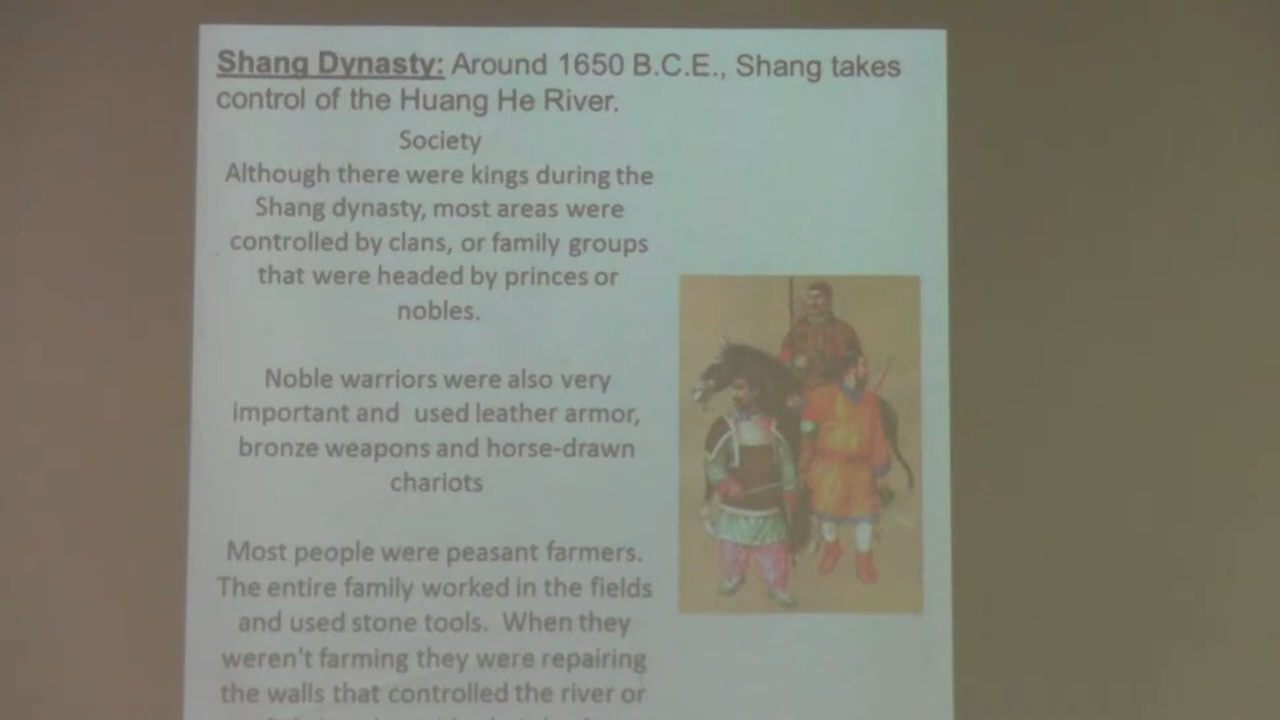 Shang Dynasty: Around 1650 B.C.E., Shang takes
control of the Huang He River.
Society
Although there were kings during the
Shang dynasty, most areas were
controlled by clans, or family groups
that were headed by princes or
nobles.
Noble warriors were also very
important and used leather armor,
bronze weapons and horse-drawn
chariots
Most people were peasant farmers.
The entire family worked in the fields
and used stone tools. When they
weren't farming they were repairing
the walls that controlled the river or